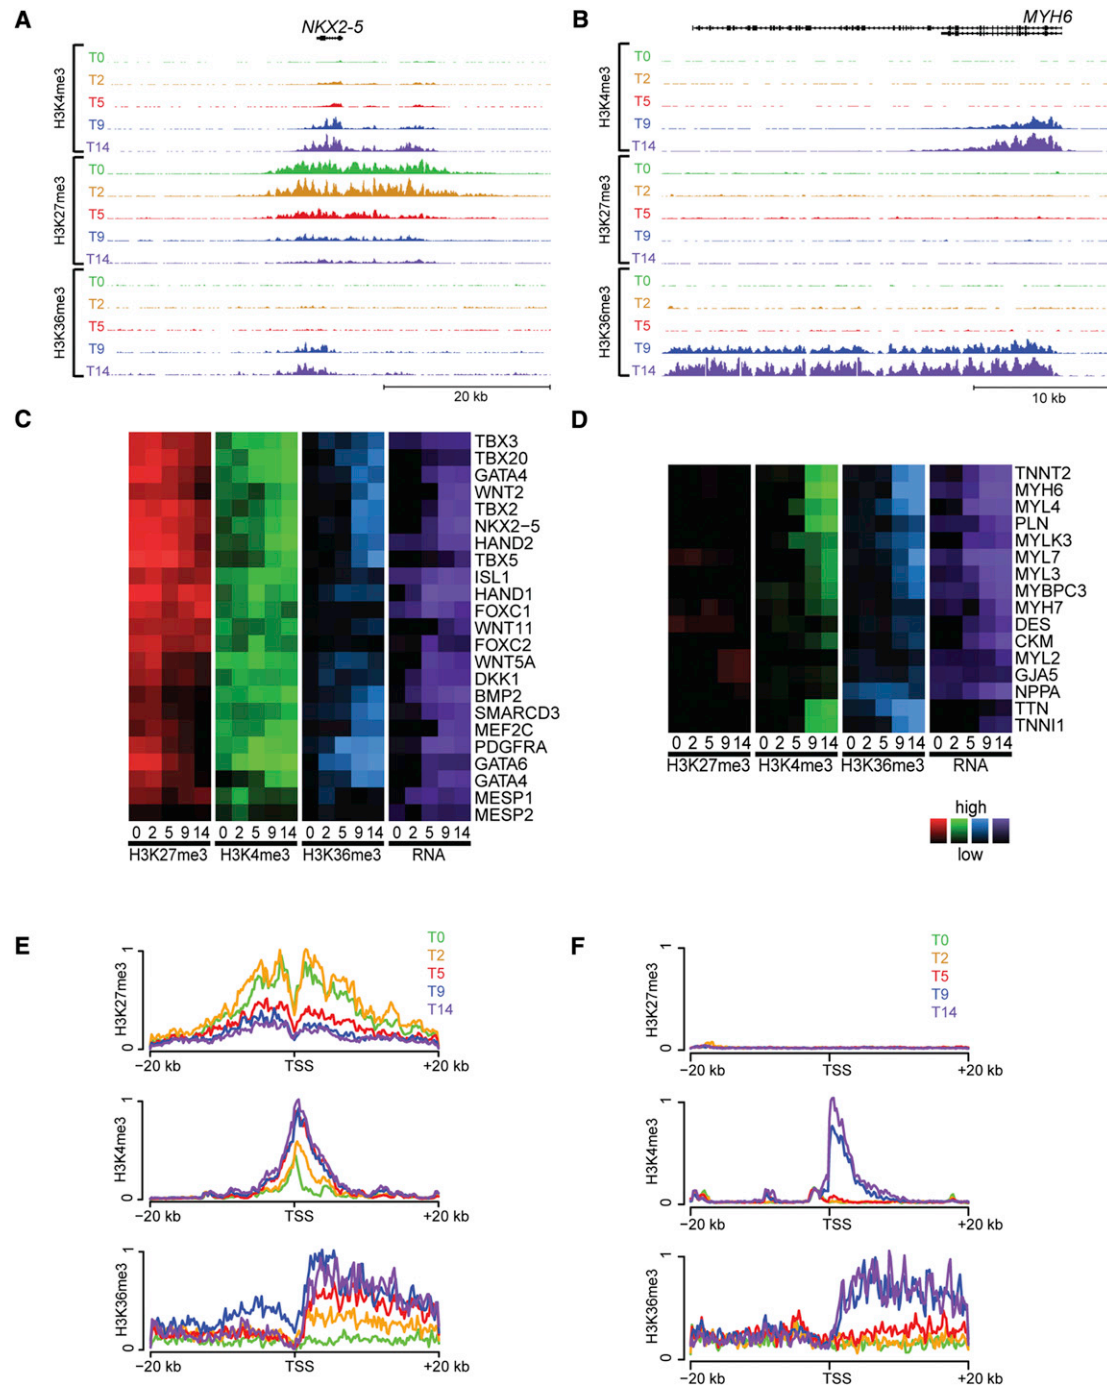 A
NKX2-5
H3K4me3
T0
T2
T5
T9
T14
H3K27me3
T0
T2
T5
T9
T14
H3K36me3
T0
T2
T5
T9
T14
20 kb
B
MYH6
H3K4me3
T0
T2
T5
T9
T14
H3K27me3
T0
T2
T5
T9
T14
H3K36me3
T0
T2
T5
T9
T14
10 kb
C
TBX3
TBX20
GATA4
WNT2
TBX2
NKX2-5
HAND2
TBX5
ISL1
HAND1
FOXC1
WNT11
FOXC2
WNT5A
DKK1
BMP2
SMARCD3
MEF2C
PDGFRA
GATA6
GATA4
MESP1
MESP2
0 2 5 9 14 0 2 5 9 14 0 2 5 9 14 0 2 5 9 14
H3K27me3 H3K4me3 H3K36me3 RNA
D
TNNT2
MYH6
MYL4
PLN
MYLK3
MYL7
MYL3
MYBPC3
MYH7
DES
CKM
MYL2
GJA5
NPPA
TTN
TNNI1
0 2 5 9 14 0 2 5 9 14 0 2 5 9 14 0 2 5 9 14
H3K27me3 H3K4me3 H3K36me3 RNA
high
low
E
T0
T2
T5
T9
T14
H3K27me3
1
0
−20 kb TSS +20 kb
H3K4me3
1
0
−20 kb TSS +20 kb
H3K36me3
1
0
−20 kb TSS +20 kb
F
T0
T2
T5
T9
T14
H3K27me3
1
0
−20 kb TSS +20 kb
H3K4me3
1
0
−20 kb TSS +20 kb
H3K36me3
1
0
−20 kb TSS +20 kb